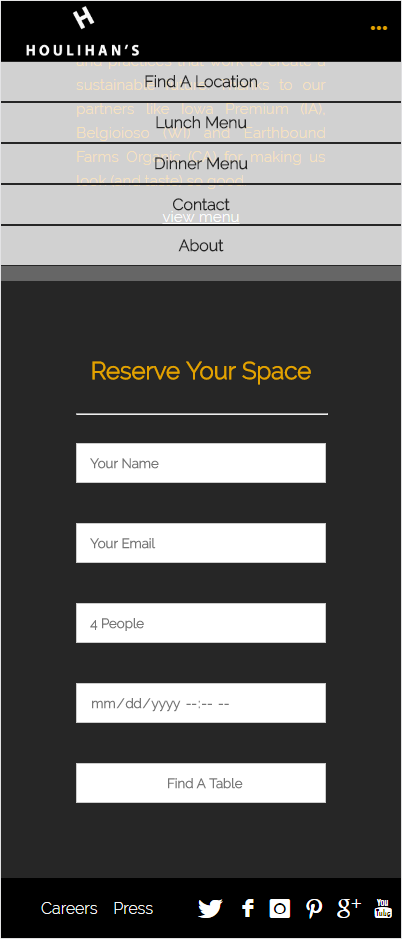 H
HOULIHAN'S
and practices that work to create a
Find A Location
sustainable Thanks to our
partners like Iowa Premium (IA),
Lunch Menu
Belgioioso (WI) and Earthbound
Farms Organic (CA) for making us
Dinner Menu
look (and taste) so good.
Contact
view menu
About
Reserve Your Space
Your Name
Your Email
4 People
mm/dd/yyyy --:-- --
Find A Table
Careers Press f g+ You Tube